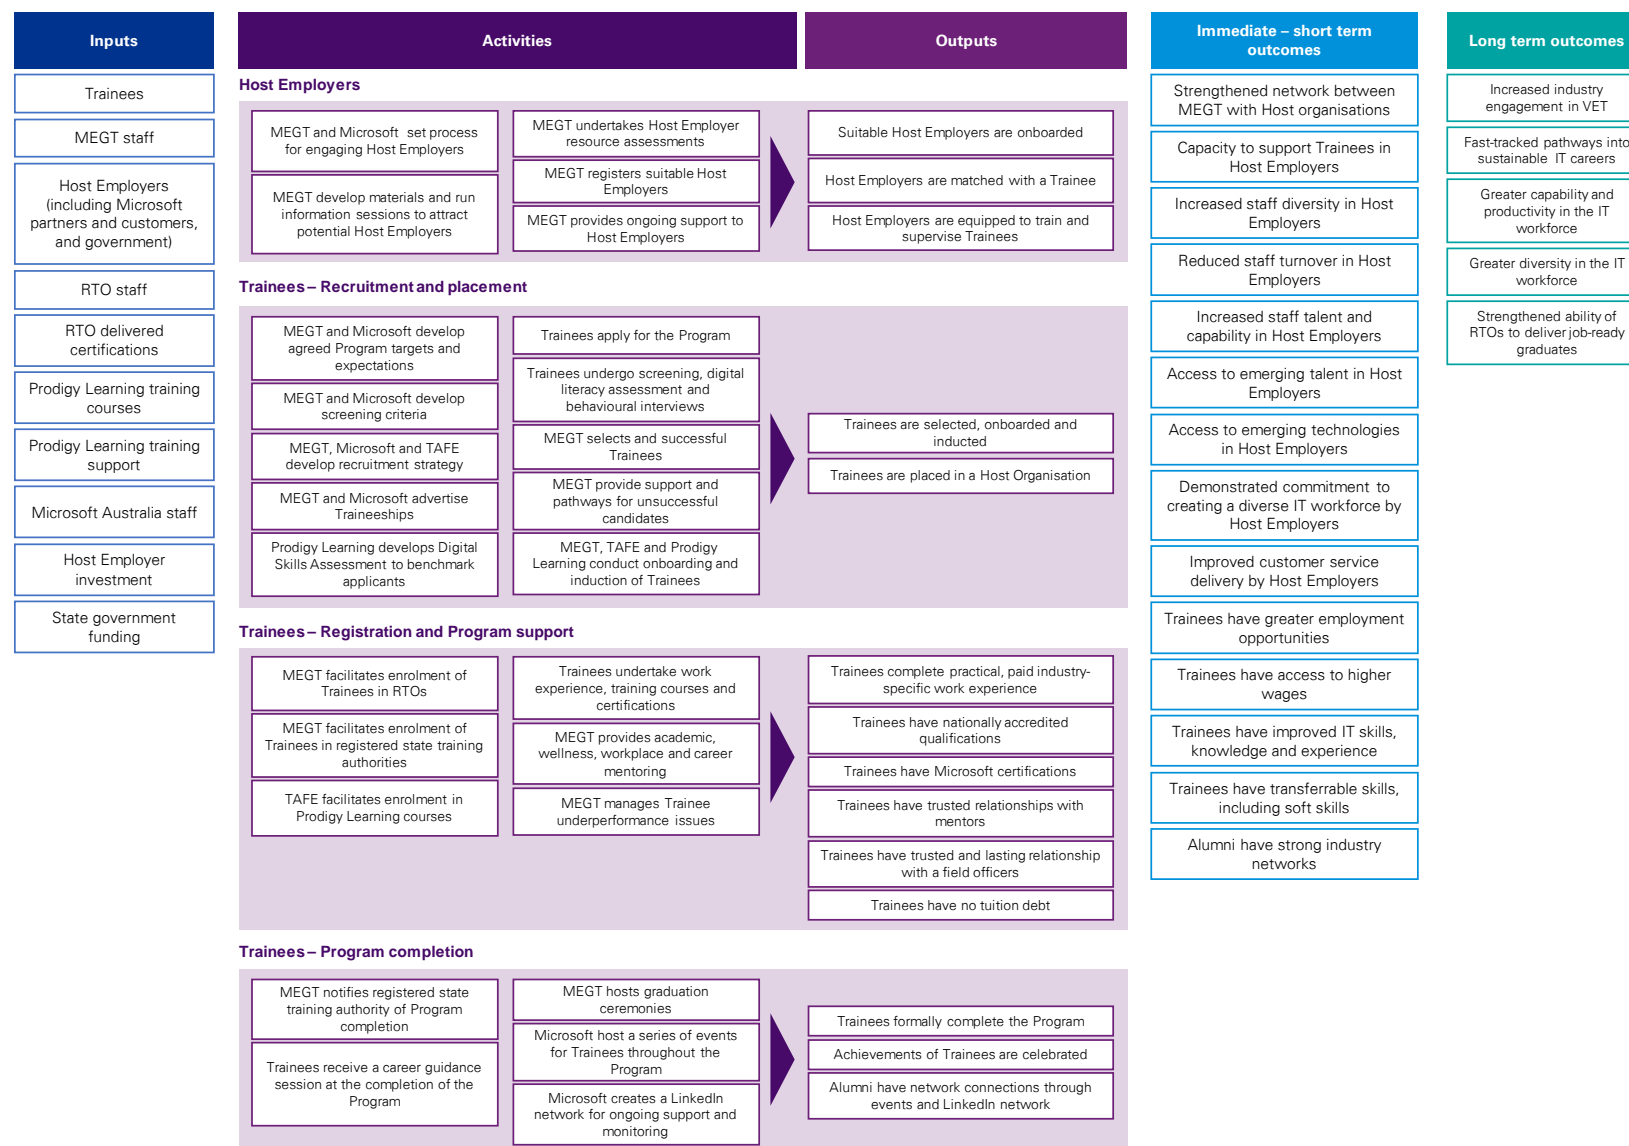 Inputs
Trainees
MEGT staff
Host Employers
(including Microsoft
partners and customers,
and government)
RTO staff
RTO delivered
certifications
Prodigy Learning training
courses
Prodigy Learning training
support
Microsoft Australia staff
Host Employer
investment
State government
funding
Activities
Outputs
Host Employers
MEGT and Microsoft set process
for engaging Host Employers
MEGT develop materials and run
information sessions to attract
potential Host Employers
MEGT undertakes Host Employer
resource assessments
MEGT registers suitable Host
Employers
MEGT provides ongoing support to
Host Employers
Suitable Host Employers are onboarded
Host Employers are matched with a Trainee
Host Employers are equipped to train and
supervise Trainees
Trainees – Recruitment and placement
MEGT and Microsoft develop
agreed Program targets and
expectations
MEGT and Microsoft develop
screening criteria
MEGT, Microsoft and TAFE
develop recruitment strategy
MEGT and Microsoft advertise
Traineeships
Prodigy Learning develops Digital
Skills Assessment to benchmark
applicants
Trainees apply for the Program
Trainees undergo screening, digital
literacy assessment and
behavioural interviews
MEGT selects and successful
Trainees
MEGT provide support and
pathways for unsuccessful
candidates
MEGT, TAFE and Prodigy
Learning conduct onboarding and
induction of Trainees
Trainees are selected, onboarded and
inducted
Trainees are placed in a Host Organisation
Trainees – Registration and Program support
MEGT facilitates enrolment of
Trainees in RTOs
MEGT facilitates enrolment of
Trainees in registered state training
authorities
TAFE facilitates enrolment in
Prodigy Learning courses
Trainees undertake work
experience, training courses and
certifications
MEGT provides academic,
wellness, workplace and career
mentoring
MEGT manages Trainee
underperformance issues
Trainees complete practical, paid industry-
specific work experience
Trainees have nationally accredited
qualifications
Trainees have Microsoft certifications
Trainees have trusted relationships with
mentors
Trainees have trusted and lasting relationship
with a field officers
Trainees have no tuition debt
Trainees – Program completion
MEGT notifies registered state
training authority of Program
completion
Trainees receive a career guidance
session at the completion of the
Program
MEGT hosts graduation
ceremonies
Microsoft host a series of events
for Trainees throughout the
Program
Microsoft creates a LinkedIn
network for ongoing support and
monitoring
Trainees formally complete the Program
Achievements of Trainees are celebrated
Alumni have network connections through
events and LinkedIn network
Immediate – short term
outcomes
Strengthened network between
MEGT with Host organisations
Capacity to support Trainees in
Host Employers
Increased staff diversity in Host
Employers
Reduced staff turnover in Host
Employers
Increased staff talent and
capability in Host Employers
Access to emerging talent in Host
Employers
Access to emerging technologies
in Host Employers
Demonstrated commitment to
creating a diverse IT workforce by
Host Employers
Improved customer service
delivery by Host Employers
Trainees have greater employment
opportunities
Trainees have access to higher
wages
Trainees have improved IT skills,
knowledge and experience
Trainees have transferrable skills,
including soft skills
Alumni have strong industry
networks
Long term outcomes
Increased industry
engagement in VET
Fast-tracked pathways into
sustainable IT careers
Greater capability and
productivity in the IT
workforce
Greater diversity in the IT
workforce
Strengthened ability of
RTOs to deliver job-ready
graduates